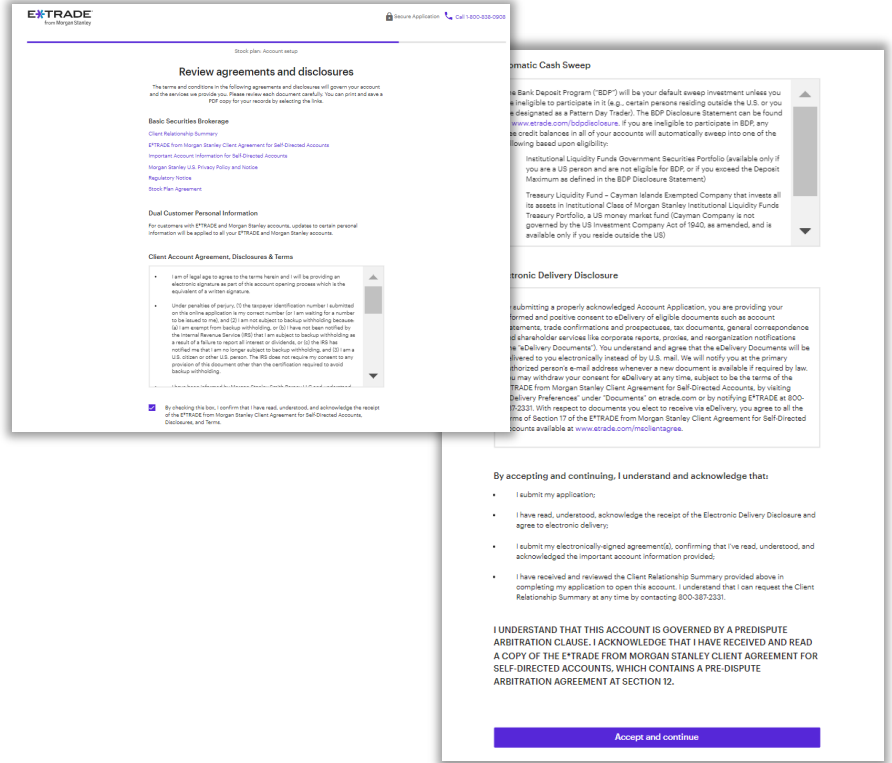 E*TRADE
from Morgan Stanley
Secure Application
Call 1-800-838-0908
Stock plan: Account setup
Review agreements and disclosures
The terms and conditions in the following agreements and disclosures will govern your account
and the services we provide you. Please review each document carefully. You can print and save a
PDF copy for your records by selecting the links.
Basic Securities Brokerage
Client Relationship Summary
E*TRADE from Morgan Stanley Client Agreement for Self-Directed Accounts
Important Account Information for Self-Directed Accounts
Morgan Stanley U.S. Privacy Policy and Notice
Regulatory Notice
Stock Plan Agreement
Dual Customer Personal Information
For customers with E*TRADE and Morgan Stanley accounts, updates to certain personal
information will be applied to all your E*TRADE and Morgan Stanley accounts.
Client Account Agreement, Disclosures & Terms
• I am of legal age to agree to the terms herein and I will be providing an
electronic signature as part of this account opening process which is the
equivalent of a written signature.
• Under penalties of perjury, (1) the taxpayer identification number I submitted
on this online application is my correct number (or I am waiting for a number
to be issued to me), and (2) I am not subject to backup withholding because:
(a) I am exempt from backup withholding, or (b) I have not been notified by
the Internal Revenue Service (IRS) that I am subject to backup withholding as
a result of a failure to report all interest or dividends, or (c) the IRS has
notified me that I am no longer subject to backup withholding, and (3) I am a
U.S. citizen or other U.S. person. The IRS does not require my consent to any
provision of this document other than the certification required to avoid
backup withholding.
By checking this box, I confirm that I have read, understood, and acknowledge the receipt
of the E*TRADE from Morgan Stanley Client Agreement for Self-Directed Accounts,
Disclosures, and Terms.
omatic Cash Sweep
e Bank Deposit Program ("BDP") will be your default sweep investment unless you
e ineligible to participate in it (e.g., certain persons residing outside the U.S. or you
e designated as a Pattern Day Trader). The BDP Disclosure Statement can be found
www.etrade.com/bdpdisclosure. If you are ineligible to participate in BDP, any
se credit balances in all of your accounts will automatically sweep into one of the
llowing based upon eligibility:
Institutional Liquidity Funds Government Securities Portfolio (available only if
you are a US person and are not eligible for BDP, or if you exceed the Deposit
Maximum as defined in the BDP Disclosure Statement)
Treasury Liquidity Fund – Cayman Islands Exempted Company that invests all
its assets in Institutional Class of Morgan Stanley Institutional Liquidity Funds
Treasury Portfolio, a US money market fund (Cayman Company is not
governed by the US Investment Company Act of 1940, as amended, and is
available only if you reside outside the US)
ctronic Delivery Disclosure
submitting a properly acknowledged Account Application, you are providing your
formed and positive consent to eDelivery of eligible documents such as account
atements, trade confirmations and prospectuses, tax documents, general correspondence
d shareholder services like corporate reports, proxies, and reorganization notifications
he "eDelivery Documents"). You understand and agree that the eDelivery Documents will be
livered to you electronically instead of by U.S. mail. We will notify you at the primary
uthorized person's e-mail address whenever a new document is available if required by law.
u may withdraw your consent for eDelivery at any time, subject to be the terms of the
TRADE from Morgan Stanley Client Agreement for Self-Directed Accounts, by visiting
Delivery Preferences" under "Documents" on etrade.com or by notifying E*TRADE at 800-
7-2331. With respect to documents you elect to receive via eDelivery, you agree to all the
rms of Section 17 of the E*TRADE from Morgan Stanley Client Agreement for Self-Directed
counts available at www.etrade.com/msclientagree.
By accepting and continuing, I understand and acknowledge that:
• I submit my application;
• I have read, understood, acknowledge the receipt of the Electronic Delivery Disclosure and
agree to electronic delivery;
• I submit my electronically-signed agreement(s), confirming that I've read, understood, and
acknowledged the important account information provided;
• I have received and reviewed the Client Relationship Summary provided above in
completing my application to open this account. I understand that I can request the Client
Relationship Summary at any time by contacting 800-387-2331.
I UNDERSTAND THAT THIS ACCOUNT IS GOVERNED BY A PREDISPUTE
ARBITRATION CLAUSE. I ACKNOWLEDGE THAT I HAVE RECEIVED AND READ
A COPY OF THE E*TRADE FROM MORGAN STANLEY CLIENT AGREEMENT FOR
SELF-DIRECTED ACCOUNTS, WHICH CONTAINS A PRE-DISPUTE
ARBITRATION AGREEMENT AT SECTION 12.
Accept and continue